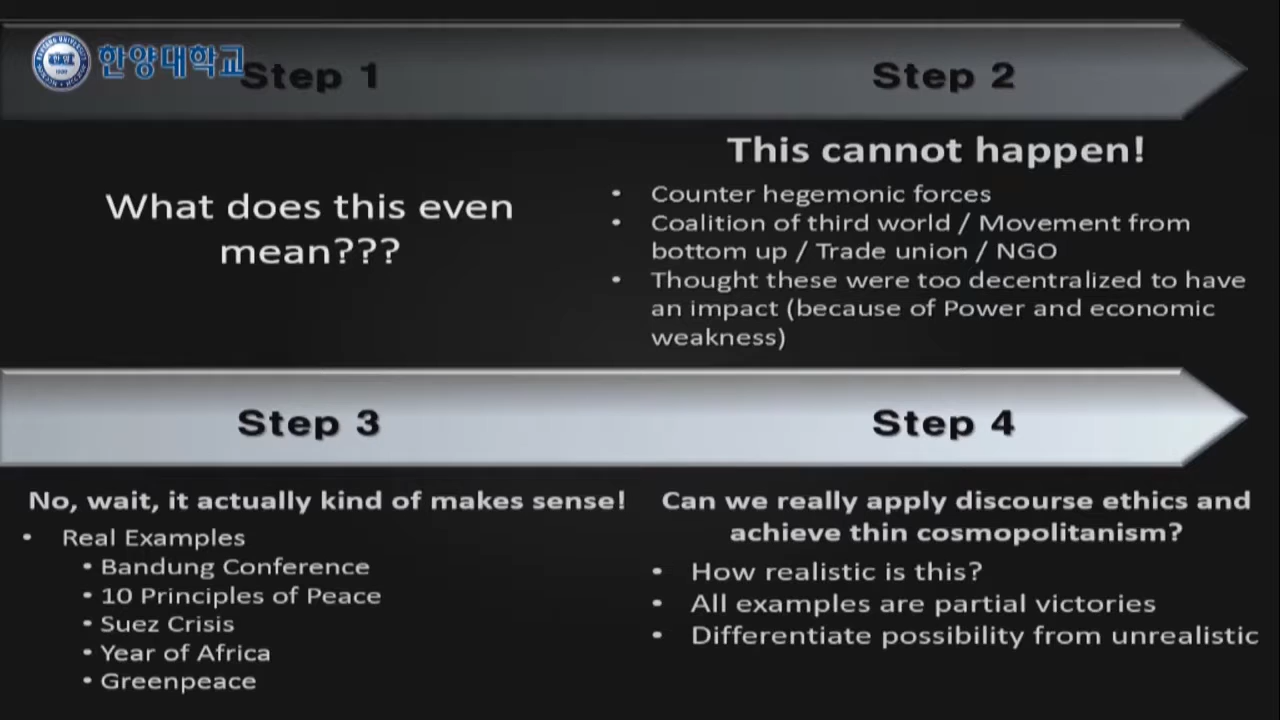 한양대학교
Step 1
Step 2
What does this even
mean???
This cannot happen!
• Counter hegemonic forces
• Coalition of third world / Movement from
bottom up / Trade union / NGO
• Thought these were too decentralized to have
an impact (because of Power and economic
weakness)
Step 3
Step 4
No, wait, it actually kind of makes sense!
• Real Examples
• Bandung Conference
• 10 Principles of Peace
• Suez Crisis
• Year of Africa
• Greenpeace
Can we really apply discourse ethics and
achieve thin cosmopolitanism?
• How realistic is this?
• All examples are partial victories
• Differentiate possibility from unrealistic